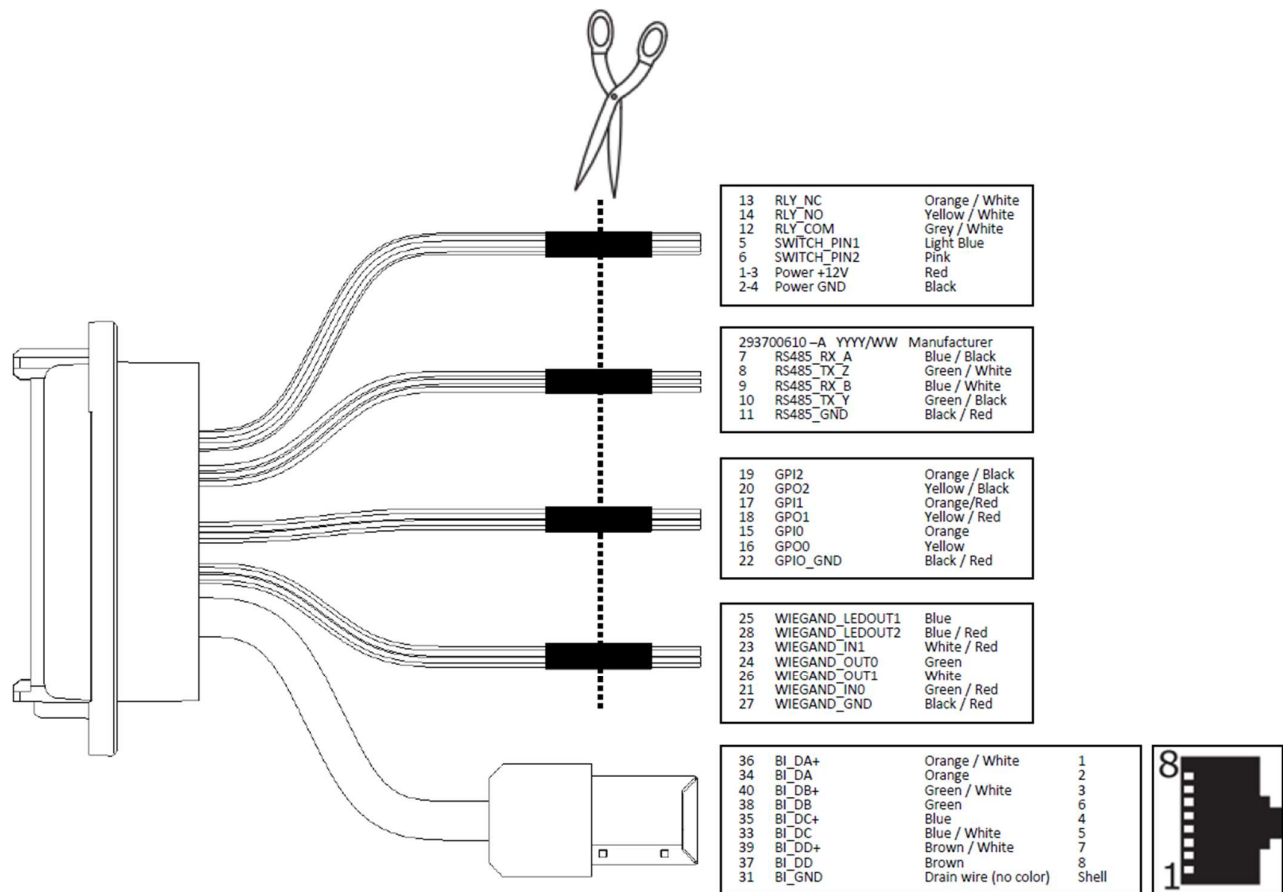 13 RLY_NC Orange / White
14 RLY_NO Yellow / White
12 RLY_COM Grey / White
5 SWITCH_PIN1 Light Blue
6 SWITCH_PIN2 Pink
1-3 Power +12V Red
2-4 Power GND Black
293700610 –A YYYY/WW Manufacturer
7 RS485_RX_A Blue / Black
8 RS485_TX_Z Green / White
9 RS485_RX_B Blue / White
10 RS485_TX_Y Green / Black
11 RS485_GND Black / Red
19 GPI2 Orange / Black
20 GPO2 Yellow / Black
17 GPI1 Orange/Red
18 GPO1 Yellow / Red
15 GPI0 Orange
16 GPO0 Yellow
22 GPIO_GND Black / Red
25 WIEGAND_LEDOUT1 Blue
28 WIEGAND_LEDOUT2 Blue / Red
23 WIEGAND_IN1 White / Red
24 WIEGAND_OUT0 Green
26 WIEGAND_OUT1 White
21 WIEGAND_IN0 Green / Red
27 WIEGAND_GND Black / Red
36 BI_DA+ Orange / White 1
34 BI_DA Orange 2
40 BI_DB+ Green / White 3
38 BI_DB Green 6
35 BI_DC+ Blue 4
33 BI_DC Blue / White 5
39 BI_DD+ Brown / White 7
37 BI_DD Brown 8
31 BI_GND Drain wire (no color) Shell
8
1